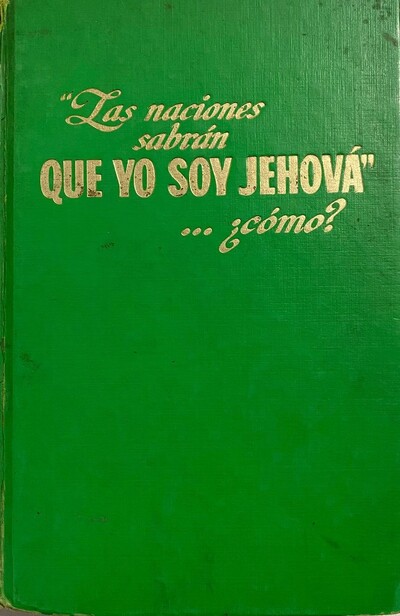 "Las naciones
sabrán
QUE YO SOY JEHOVÁ"
... ¿cómo?